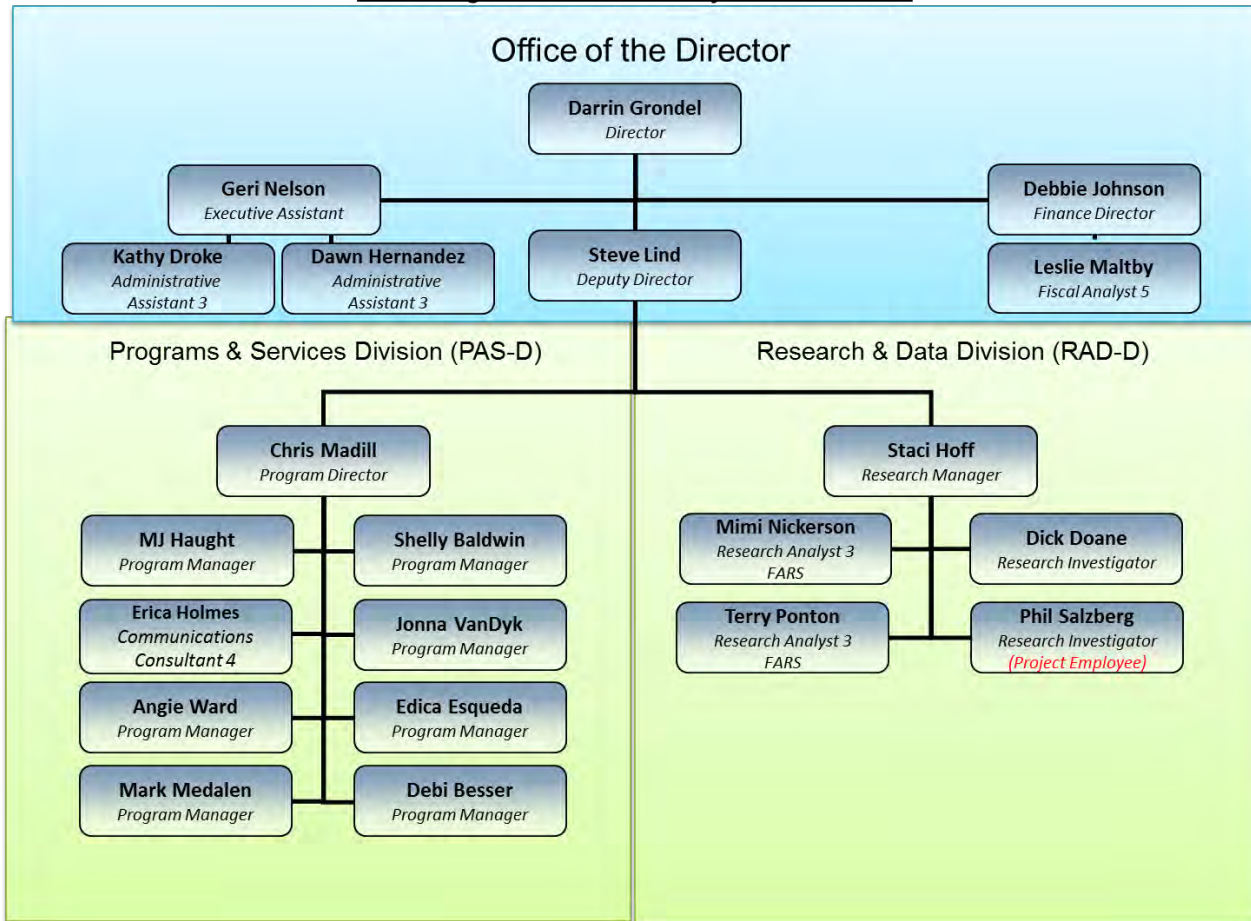 Office of the Director
Darrin Grondel
Director
Geri Nelson
Executive Assistant
Debbie Johnson
Finance Director
Kathy Droke
Administrative
Assistant 3
Dawn Hernandez
Administrative
Assistant 3
Steve Lind
Deputy Director
Leslie Maltby
Fiscal Analyst 5
Programs & Services Division (PAS-D)
Research & Data Division (RAD-D)
Chris Madill
Program Director
Staci Hoff
Research Manager
MJ Haught
Program Manager
Shelly Baldwin
Program Manager
Mimi Nickerson
Research Analyst 3
FARS
Dick Doane
Research Investigator
Erica Holmes
Communications
Consultant 4
Jonna VanDyk
Program Manager
Terry Ponton
Research Analyst 3
FARS
Phil Salzberg
Research Investigator
(Project Employee)
Angie Ward
Program Manager
Edica Esqueda
Program Manager
Mark Medalen
Program Manager
Debi Besser
Program Manager